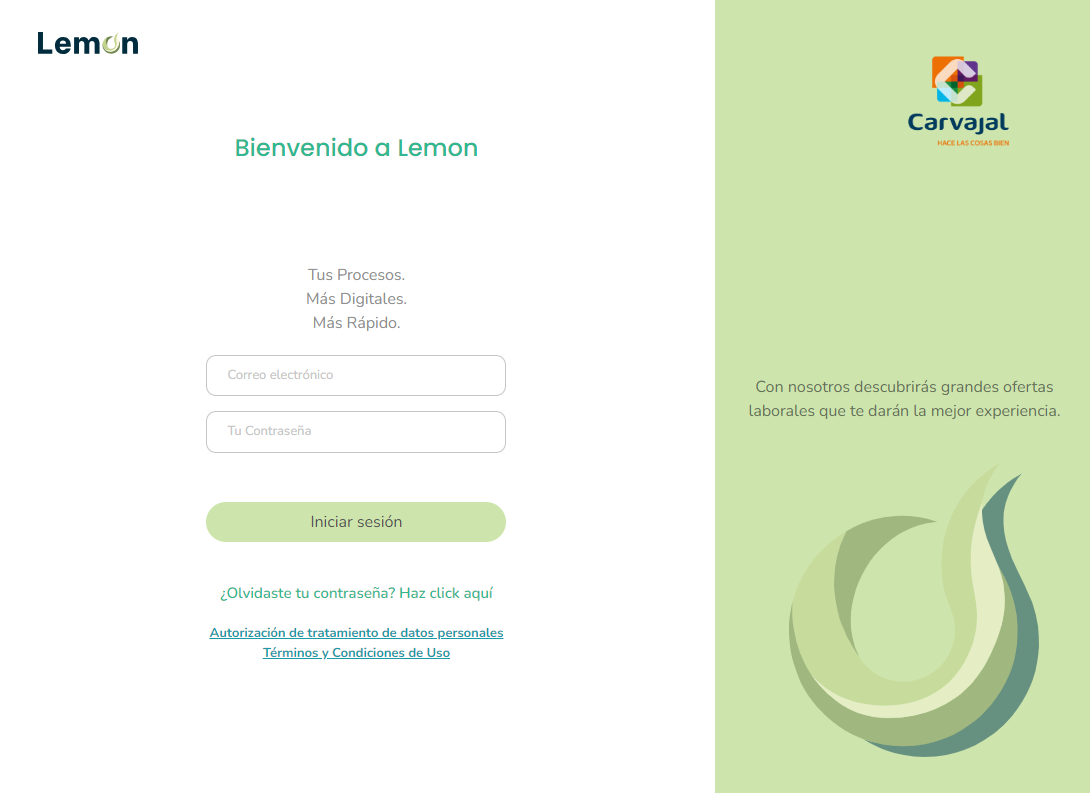 Lemon
Bienvenido a Lemon
Tus Procesos.
Más Digitales.
Más Rápido.
Correo electrónico
Tu Contraseña
Iniciar sesión
¿Olvidaste tu contraseña? Haz click aquí
Autorización de tratamiento de datos personales
Términos y Condiciones de Uso
Carvajal
HACE LAS COSAS BIEN
Con nosotros descubrirás grandes ofertas
laborales que te darán la mejor experiencia.